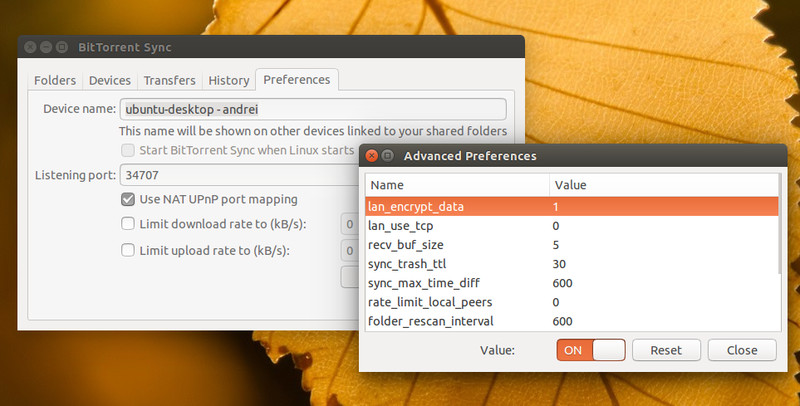 BitTorrent Sync
Folders Devices Transfers History Preferences
Device name: ubuntu-desktop - andrei
This name will be shown on other devices linked to your shared folders
Start BitTorrent Sync when Linux starts
Listening port: 34707
Use NAT UPnP port mapping
Limit download rate to (kB/s): 0
Limit upload rate to (kB/s): 0
Advanced Preferences
Name Value
lan_encrypt_data 1
lan_use_tcp 0
recv_buf_size 5
sync_trash_ttl 30
sync_max_time_diff 600
rate_limit_local_peers 0
folder_rescan_interval 600
Value: ON Reset Close